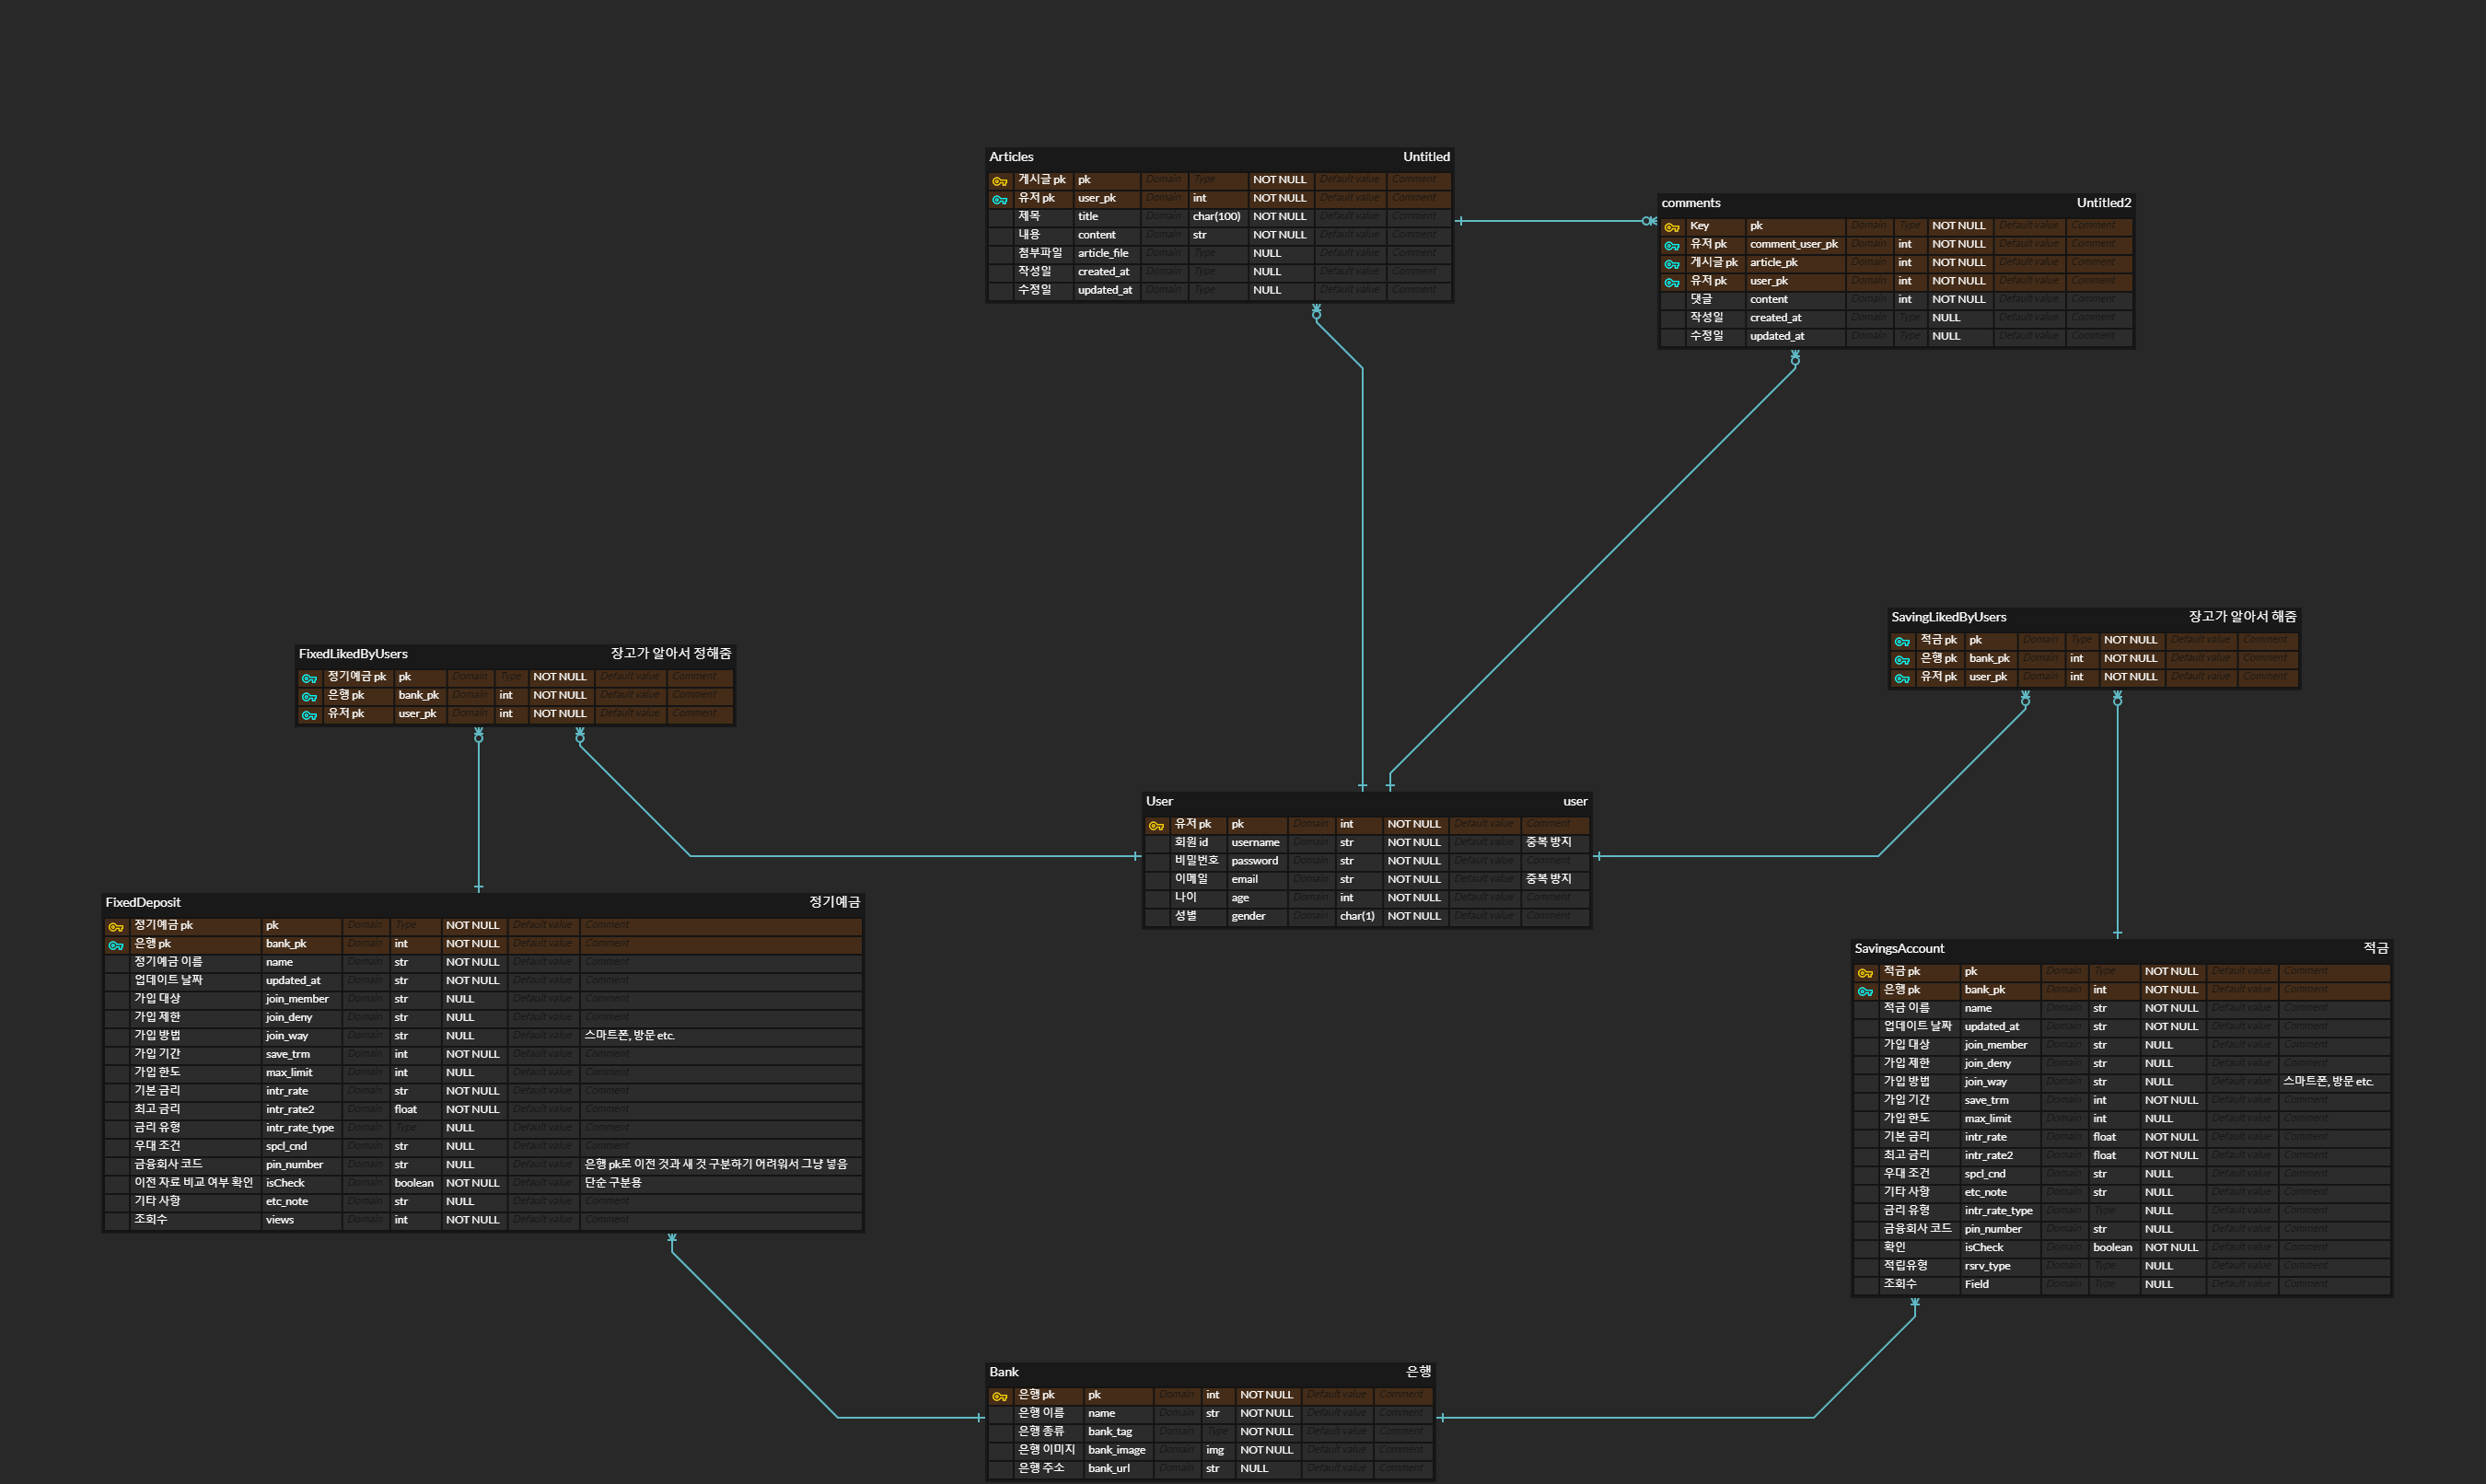 Articles Untitled
게시글 pk pk Domain Type NOT NULL Default value Comment
유저 pk user_pk Domain int NOT NULL Default value Comment
제목 title Domain char(100) NOT NULL Default value Comment
내용 content Domain str NOT NULL Default value Comment
첨부파일 article_file Domain Type NULL Default value Comment
작성일 created_at Domain Type NULL Default value Comment
수정일 updated_at Domain Type NULL Default value Comment
comments Untitled2
Key pk Domain Type NOT NULL Default value Comment
유저 pk comment_user_pk Domain int NOT NULL Default value Comment
게시글 pk article_pk Domain int NOT NULL Default value Comment
유저 pk user_pk Domain int NOT NULL Default value Comment
댓글 content Domain int NOT NULL Default value Comment
작성일 created_at Domain Type NULL Default value Comment
수정일 updated_at Domain Type NULL Default value Comment
FixedLikedByUsers 장고가 알아서 정해줌
정기예금 pk pk Domain Type NOT NULL Default value Comment
은행 pk bank_pk Domain int NOT NULL Default value Comment
유저 pk user_pk Domain int NOT NULL Default value Comment
SavingLikedByUsers 장고가 알아서 해줌
적금 pk pk Domain Type NOT NULL Default value Comment
은행 pk bank_pk Domain int NOT NULL Default value Comment
유저 pk user_pk Domain int NOT NULL Default value Comment
User user
유저 pk pk Domain int NOT NULL Default value Comment
회원 id username Domain str NOT NULL Default value 중복 방지
비밀번호 password Domain str NOT NULL Default value Comment
이메일 email Domain str NOT NULL Default value 중복 방지
나이 age Domain int NOT NULL Default value Comment
성별 gender Domain char(1) NOT NULL Default value Comment
FixedDeposit 정기예금
정기예금 pk pk Domain Type NOT NULL Default value Comment
은행 pk bank_pk Domain int NOT NULL Default value Comment
정기예금 이름 name Domain str NOT NULL Default value Comment
업데이트 날짜 updated_at Domain str NOT NULL Default value Comment
가입 대상 join_member Domain str NULL Default value Comment
가입 제한 join_deny Domain str NULL Default value Comment
가입 방법 join_way Domain str NULL Default value 스마트폰, 방문 etc.
가입 기간 save_trm Domain int NOT NULL Default value Comment
가입 한도 max_limit Domain int NULL Default value Comment
기본 금리 intr_rate Domain str NOT NULL Default value Comment
최고 금리 intr_rate2 Domain float NOT NULL Default value Comment
금리 유형 intr_rate_type Domain Type NULL Default value Comment
우대 조건 spcl_cnd Domain str NULL Default value Comment
금융회사 코드 pin_number Domain str NULL Default value 은행 pk로 이전 것과 새 것 구분하기 어려워서 그냥 넣음
이전 자료 비교 여부 확인 isCheck Domain boolean NOT NULL Default value 단순 구분용
기타 사항 etc_note Domain str NULL Default value Comment
조회수 views Domain int NOT NULL Default value Comment
SavingsAccount 적금
적금 pk pk Domain Type NOT NULL Default value Comment
은행 pk bank_pk Domain int NOT NULL Default value Comment
적금 이름 name Domain str NOT NULL Default value Comment
업데이트 날짜 updated_at Domain str NOT NULL Default value Comment
가입 대상 join_member Domain str NULL Default value Comment
가입 제한 join_deny Domain str NULL Default value Comment
가입 방법 join_way Domain str NULL Default value 스마트폰, 방문 etc.
가입 기간 save_trm Domain int NOT NULL Default value Comment
가입 한도 max_limit Domain int NULL Default value Comment
기본 금리 intr_rate Domain float NOT NULL Default value Comment
최고 금리 intr_rate2 Domain float NOT NULL Default value Comment
우대 조건 spcl_cnd Domain str NULL Default value Comment
기타 사항 etc_note Domain str NULL Default value Comment
금리 유형 intr_rate_type Domain Type NULL Default value Comment
금융회사 코드 pin_number Domain str NULL Default value Comment
확인 isCheck Domain boolean NOT NULL Default value Comment
적립유형 rsrv_type Domain Type NULL Default value Comment
조회수 Field Domain Type NULL Default value Comment
Bank 은행
은행 pk pk Domain int NOT NULL Default value Comment
은행 이름 name Domain str NOT NULL Default value Comment
은행 종류 bank_tag Domain Type NOT NULL Default value Comment
은행 이미지 bank_image Domain img NOT NULL Default value Comment
은행 주소 bank_url Domain str NULL Default value Comment